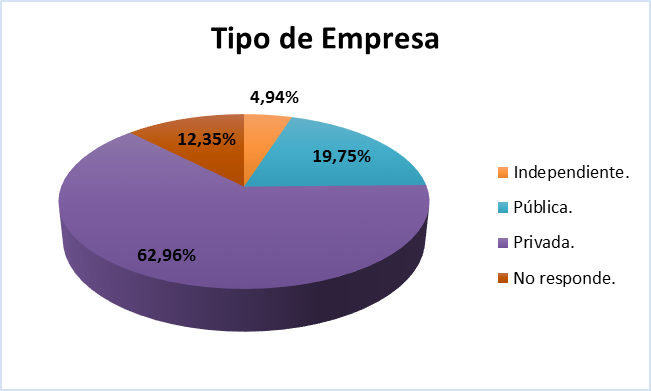 Tipo de Empresa
4,94%
12,35%
19,75%
62,96%
Independiente.
Pública.
Privada.
No responde.